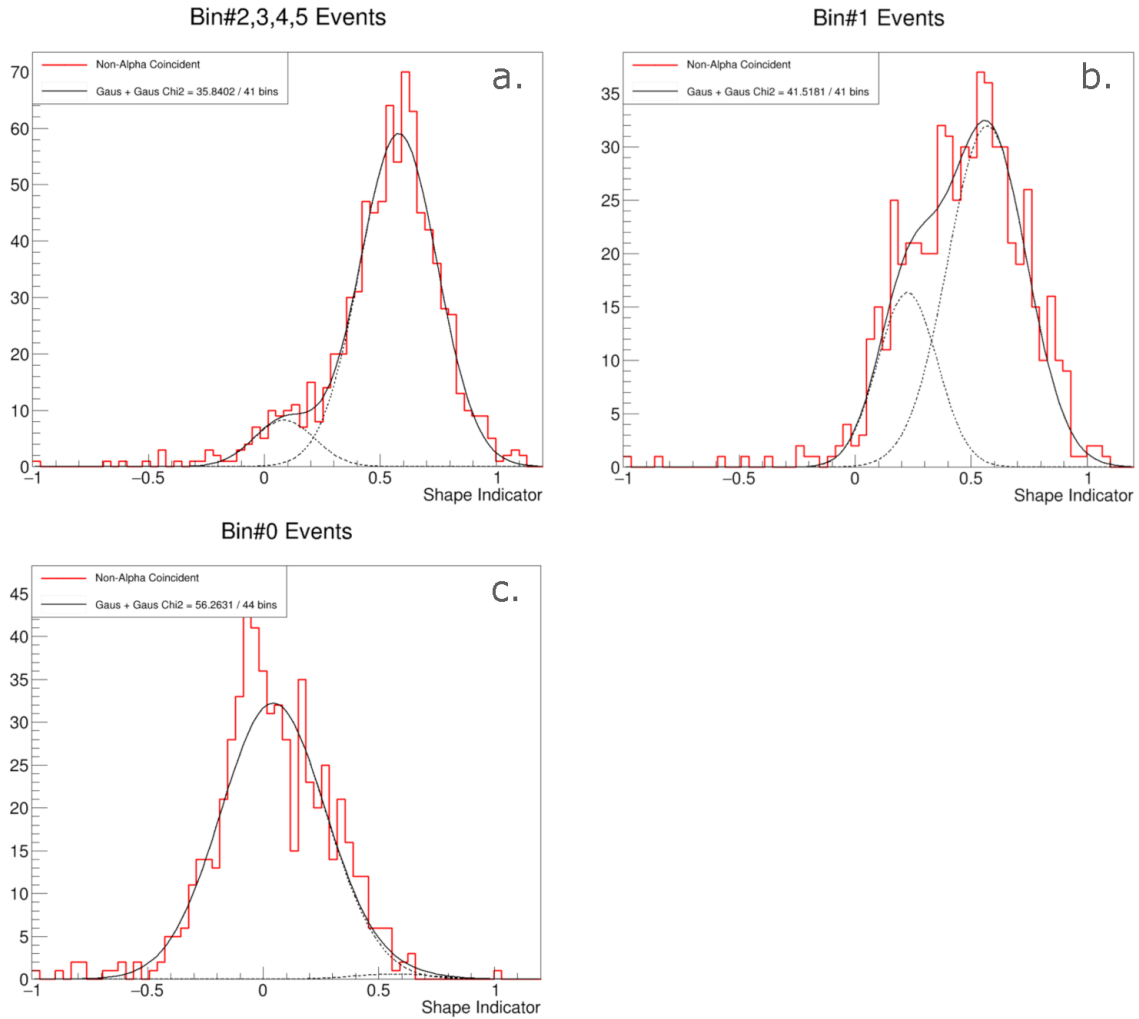 Bin#2,3,4,5 Events
Non-Alpha Coincident
Gaus + Gaus Chi2 = 35.8402 / 41 bins
a.
70
60
50
40
30
20
10
0
−1 −0.5 0 0.5 1
Shape Indicator
Bin#1 Events
Non-Alpha Coincident
Gaus + Gaus Chi2 = 41.5181 / 41 bins
b.
35
30
25
20
15
10
5
0
−1 −0.5 0 0.5 1
Shape Indicator
Bin#0 Events
Non-Alpha Coincident
Gaus + Gaus Chi2 = 56.2631 / 44 bins
c.
45
40
35
30
25
20
15
10
5
0
−1 −0.5 0 0.5 1
Shape Indicator